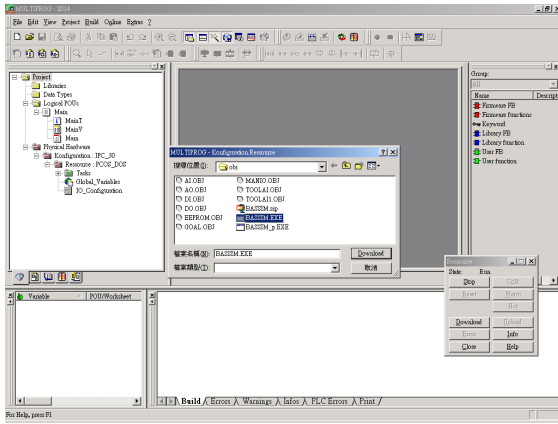 MULTIPROG - 2014
File Edit View Project Build Online Extras ?
Project
Libraries
Data Types
Logical POUs
Main
MainT
MainV
Main
Physical Hardware
Konfiguration : IPC_30
Ressourse : PCOS_DOS
Tasks
Global_Variables
IO_Configuration
MULTIPROG - Konfiguration.Ressourse
搜尋位置(I): obj
AI.OBJ
AO.OBJ
DI.OBJ
DO.OBJ
EEPROM.OBJ
GOAL.OBJ
MANIO.OBJ
TOOLAI.OBJ
TOOLAI1.OBJ
BASSIM.zip
BASSIM.EXE
BASSIM_p.EXE
檔案名稱(N): BASSIM.EXE Download
檔案類型(T): 取消
Group:
All
Name Descript
Firmware FB
Firmware functions
Keyword
Library FB
Library function
User FB
User function
Ressourse
State: Run
Stop Cold
Reset Warm
Hot
Download Upload
Error Info
Close Help
Variable POU/Worksheet
Build Errors Warnings Infos PLC Errors Print
For Help, press F1